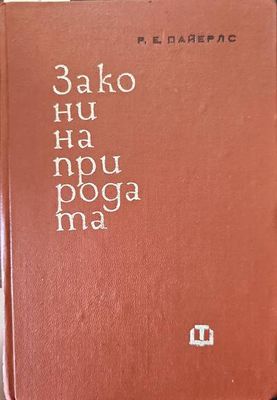 Р. Е. ПАЙЕРЛС
Зако
ни
на
при
рода
та
Т